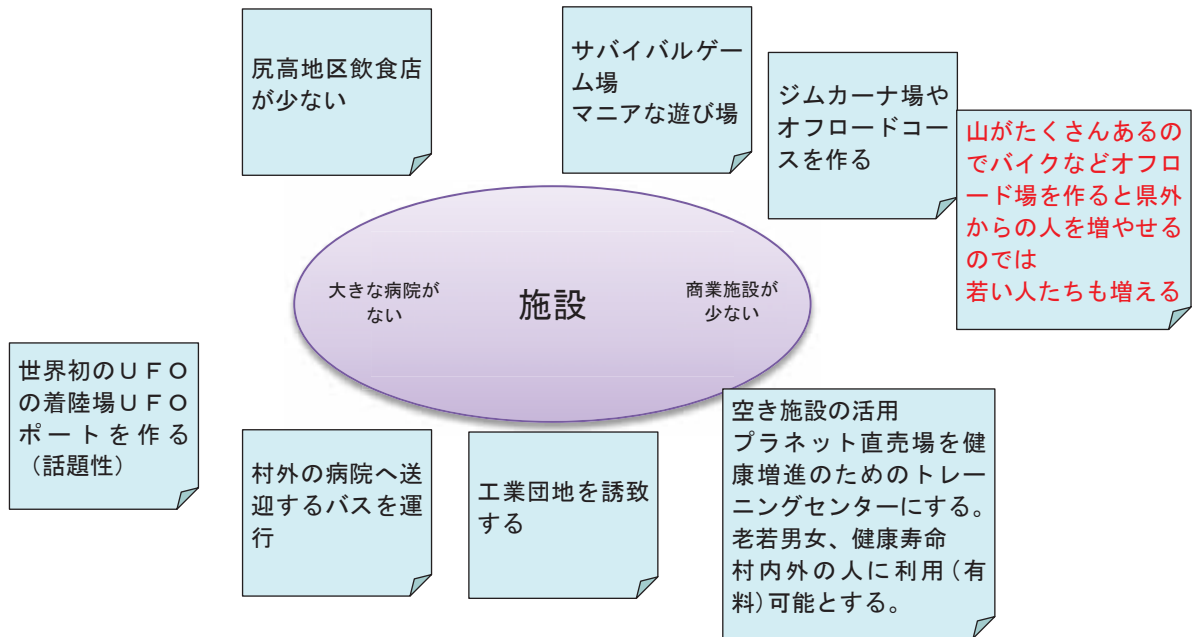 尻高地区飲食店
が少ない
サバイバルゲー
ム場
マニアな遊び場
ジムカーナ場や
オフロードコー
スを作る
山がたくさんあるの
でバイクなどオフロ
ード場を作ると県外
からの人を増やせる
のでは
若い人たちも増える
大きな病院が
ない
施設
商業施設が
少ない
世界初のＵＦＯ
の着陸場ＵＦＯ
ポートを作る
（話題性）
村外の病院へ送
迎するバスを運
行
工業団地を誘致
する
空き施設の活用
プラネット直売場を健
康増進のためのトレー
ニングセンターにする。
老若男女、健康寿命
村内外の人に利用（有
料）可能とする。